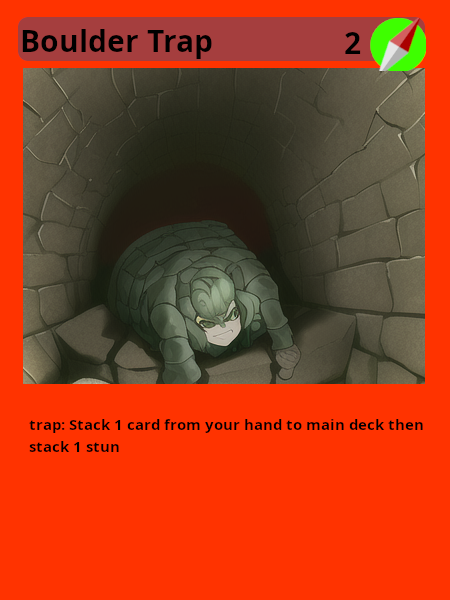 Boulder Trap 2
trap: Stack 1 card from your hand to main deck then
stack 1 stun